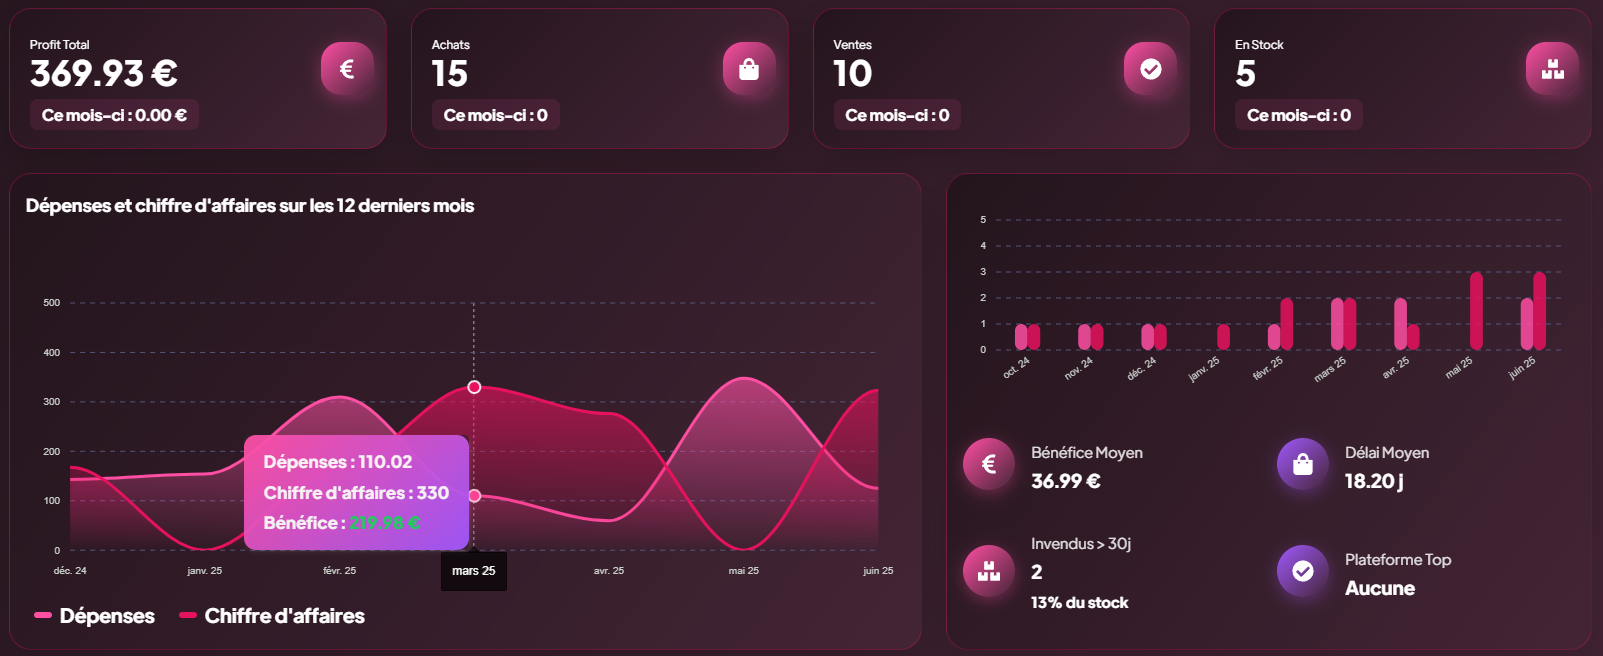 Profit Total
369.93 €
Ce mois-ci : 0.00 €
Achats
15
Ce mois-ci : 0
Ventes
10
Ce mois-ci : 0
En Stock
5
Ce mois-ci : 0
Dépenses et chiffre d'affaires sur les 12 derniers mois
500
400
300
200
100
0
Dépenses : 110.02
Chiffre d'affaires : 330
Bénéfice : 219.98 €
déc. 24
janv. 25
févr. 25
mars 25
avr. 25
mai 25
juin 25
Dépenses
Chiffre d'affaires
5
4
3
2
1
0
oct. 24
nov. 24
déc. 24
janv. 25
févr. 25
mars 25
avr. 25
mai 25
juin 25
Bénéfice Moyen
36.99 €
Délai Moyen
18.20 j
Invendus > 30j
2
13% du stock
Plateforme Top
Aucune